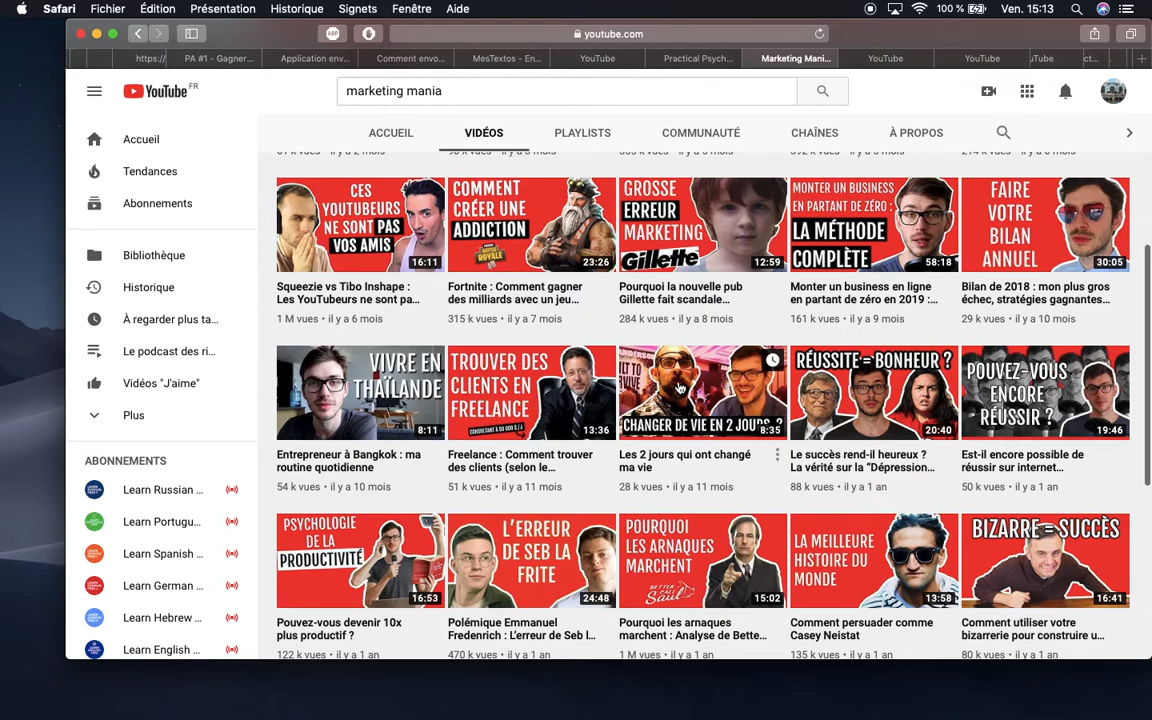 Safari Fichier Édition Présentation Historique Signets Fenêtre Aide 100 % Ven. 15:13
ABP youtube.com
https:/ PA #1 - Gagner... Application env... Comment envo... MesTextos - En... YouTube Practical Psych... Marketing Mani... YouTube YouTube uTube ct...
YouTube FR
marketing mania
ACCUEIL VIDÉOS PLAYLISTS COMMUNAUTÉ CHAÎNES À PROPOS
Accueil
Tendances
Abonnements
Bibliothèque
Historique
À regarder plus ta...
Le podcast des ri...
Vidéos "J'aime"
Plus
ABONNEMENTS
Learn Russian ...
Learn Portugu...
Learn Spanish ...
Learn German ...
Learn Hebrew ...
Learn English ...
CES
YOUTUBEURS
NE SONT PAS
VOS AMIS
16:11
Squeezie vs Tibo Inshape :
Les YouTubeurs ne sont pa...
1 M vues • il y a 6 mois
COMMENT
CRÉER UNE
ADDICTION
BATTLE
ROYALE
23:26
Fortnite : Comment gagner
des milliards avec un jeu...
315 k vues • il y a 7 mois
GROSSE
ERREUR
MARKETING
Gillette
12:59
Pourquoi la nouvelle pub
Gillette fait scandale...
284 k vues • il y a 8 mois
MONTER UN BUSINESS
EN PARTANT DE ZÉRO :
LA MÉTHODE
COMPLÈTE
58:18
Monter un business en ligne
en partant de zéro en 2019 :...
161 k vues • il y a 9 mois
FAIRE
VOTRE
BILAN
ANNUEL
30:05
Bilan de 2018 : mon plus gros
échec, stratégies gagnantes...
29 k vues • il y a 10 mois
VIVRE EN
THAÏLANDE
8:11
Entrepreneur à Bangkok : ma
routine quotidienne
54 k vues • il y a 10 mois
TROUVER DES
CLIENTS EN
FREELANCE
CONSULTANT À 50 000 $ / J
13:36
Freelance : Comment trouver
des clients (selon le...
51 k vues • il y a 11 mois
CHANGER DE VIE EN 2 JOURS ?
8:35
Les 2 jours qui ont changé
ma vie
28 k vues • il y a 11 mois
RÉUSSITE = BONHEUR ?
20:40
Le succès rend-il heureux ?
La vérité sur la "Dépression...
88 k vues • il y a 1 an
POUVEZ-VOUS
ENCORE
RÉUSSIR ?
19:46
Est-il encore possible de
réussir sur internet...
50 k vues • il y a 1 an
PSYCHOLOGIE
DE LA
PRODUCTIVITÉ
16:53
Pouvez-vous devenir 10x
plus productif ?
122 k vues • il y a 1 an
L'ERREUR
DE SEB LA
FRITE
24:48
Polémique Emmanuel
Fredenrich : L'erreur de Seb l...
470 k vues • il y a 1 an
POURQUOI
LES ARNAQUES
MARCHENT
BETTER
CALL
Saul
15:02
Pourquoi les arnaques
marchent : Analyse de Bette...
1 M vues • il y a 1 an
LA MEILLEURE
HISTOIRE DU
MONDE
13:58
Comment persuader comme
Casey Neistat
135 k vues • il y a 1 an
BIZARRE = SUCCÈS
16:41
Comment utiliser votre
bizarrerie pour construire u...
80 k vues • il y a 1 an